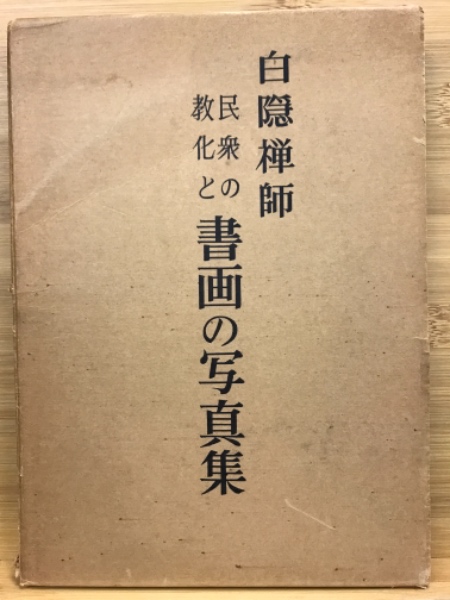 白隠禅師
民衆の
教化と
書画の写真集